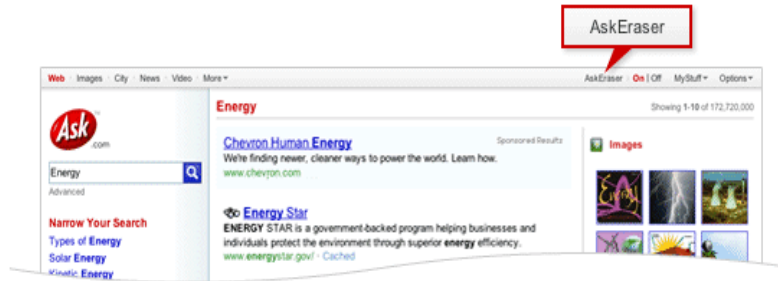 AskEraser
Web · Images · City · News · Video · More
AskEraser · On | Off MyStuff Options
Ask
.com
Energy
Advanced
Narrow Your Search
Types of Energy
Solar Energy
Kinetic Energy
Energy
Showing 1-10 of 172,720,000
Chevron Human Energy
Sponsored Results
We're finding newer, cleaner ways to power the world. Learn how.
www.chevron.com
Energy Star
ENERGY STAR is a government-backed program helping businesses and
individuals protect the environment through superior energy efficiency.
www.energystar.gov/ · Cached
Images